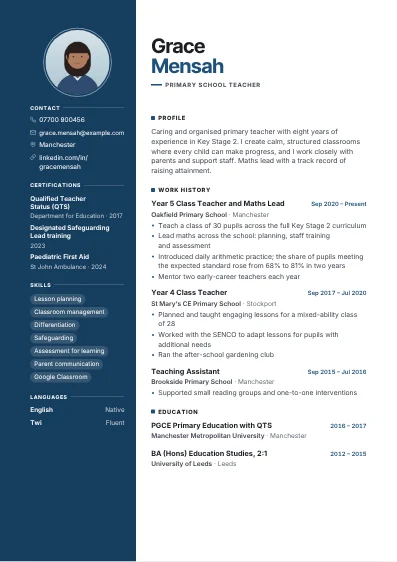 CONTACT
07700 900456
grace.mensah@example.com
Manchester
linkedin.com/in/
gracemensah
CERTIFICATIONS
Qualified Teacher
Status (QTS)
Department for Education · 2017
Designated Safeguarding
Lead training
2023
Paediatric First Aid
St John Ambulance · 2024
SKILLS
Lesson planning
Classroom management
Differentiation
Safeguarding
Assessment for learning
Parent communication
Google Classroom
LANGUAGES
English Native
Twi Fluent
Grace
Mensah
PRIMARY SCHOOL TEACHER
PROFILE
Caring and organised primary teacher with eight years of
experience in Key Stage 2. I create calm, structured classrooms
where every child can make progress, and I work closely with
parents and support staff. Maths lead with a track record of
raising attainment.
WORK HISTORY
Year 5 Class Teacher and Maths Lead Sep 2020 – Present
Oakfield Primary School · Manchester
• Teach a class of 30 pupils across the full Key Stage 2 curriculum
• Lead maths across the school: planning, staff training
and assessment
• Introduced daily arithmetic practice; the share of pupils meeting
the expected standard rose from 68% to 81% in two years
• Mentor two early-career teachers each year
Year 4 Class Teacher Sep 2017 – Jul 2020
St Mary's CE Primary School · Stockport
• Planned and taught engaging lessons for a mixed-ability class
of 28
• Worked with the SENCO to adapt lessons for pupils with
additional needs
• Ran the after-school gardening club
Teaching Assistant Sep 2015 – Jul 2016
Brookside Primary School · Manchester
• Supported small reading groups and one-to-one interventions
EDUCATION
PGCE Primary Education with QTS 2016 – 2017
Manchester Metropolitan University · Manchester
BA (Hons) Education Studies, 2:1 2012 – 2015
University of Leeds · Leeds